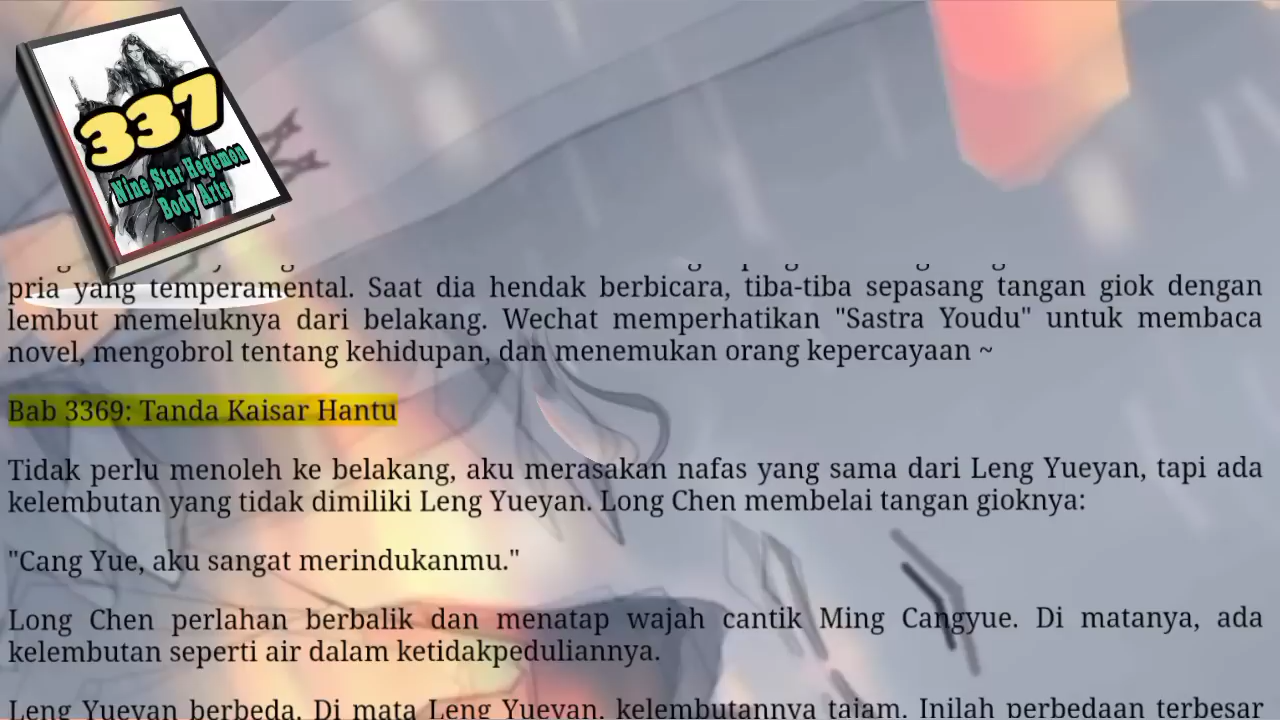 337
Nine Star Hegemon
Body Arts
pria yang temperamental. Saat dia hendak berbicara, tiba-tiba sepasang tangan giok dengan
lembut memeluknya dari belakang. Wechat memperhatikan "Sastra Youdu" untuk membaca
novel, mengobrol tentang kehidupan, dan menemukan orang kepercayaan ~
Bab 3369: Tanda Kaisar Hantu
Tidak perlu menoleh ke belakang, aku merasakan nafas yang sama dari Leng Yueyan, tapi ada
kelembutan yang tidak dimiliki Leng Yueyan. Long Chen membelai tangan gioknya:
"Cang Yue, aku sangat merindukanmu."
Long Chen perlahan berbalik dan menatap wajah cantik Ming Cangyue. Di matanya, ada
kelembutan seperti air dalam ketidakpeduliannya.
Leng Yueyan berbeda. Di mata Leng Yueyan, kelembutannya tajam. Inilah perbedaan terbesar